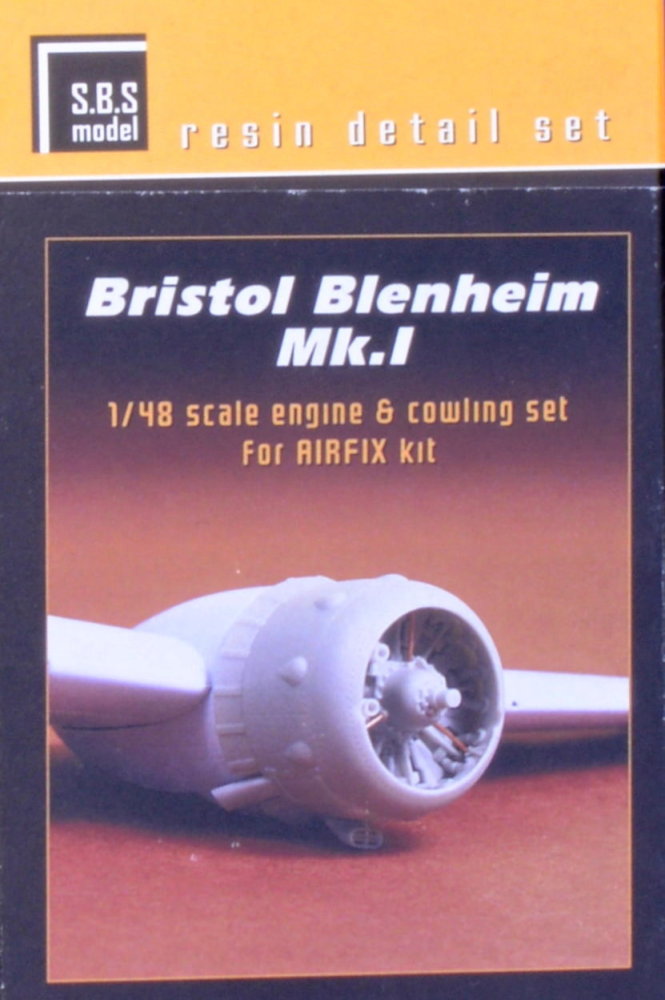 S.B.S
model
resin detail set
Bristol Blenheim
Mk.I
1/48 scale engine & cowling set
for AIRFIX kit